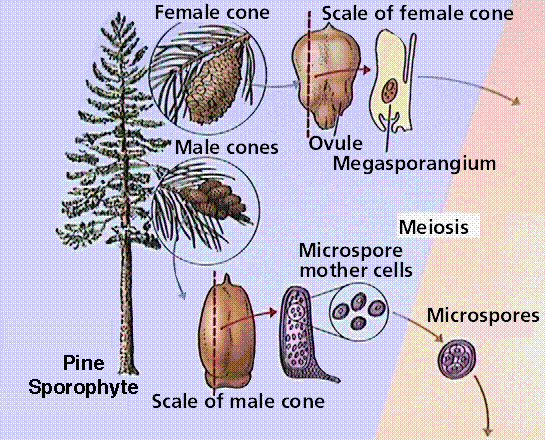 Female cone
Scale of female cone
Ovule
Megasporangium
Male cones
Meiosis
Microspore
mother cells
Microspores
Pine
Sporophyte
Scale of male cone